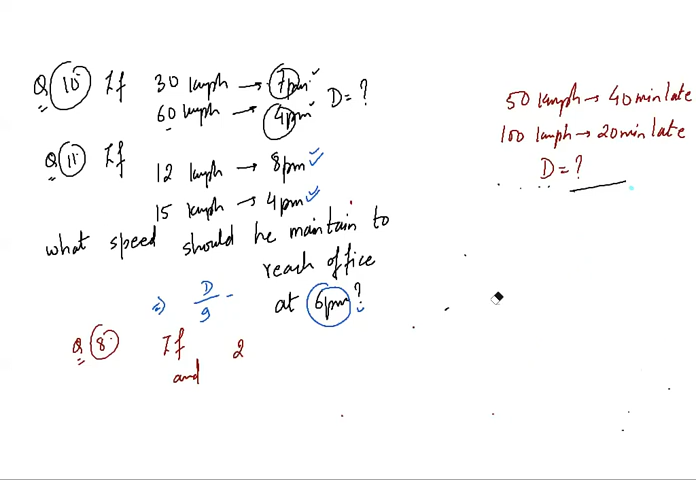 Q 10. If 30 kmph → 7pm
60 kmph → 4pm D = ?
Q 11. If 12 kmph → 8pm
15 kmph → 4pm
what speed should he maintain to
reach office
at 6pm ?
⇒ D/9 -
Q 8. If 2
and
50 kmph → 40 min late
100 kmph → 20 min late
D = ?